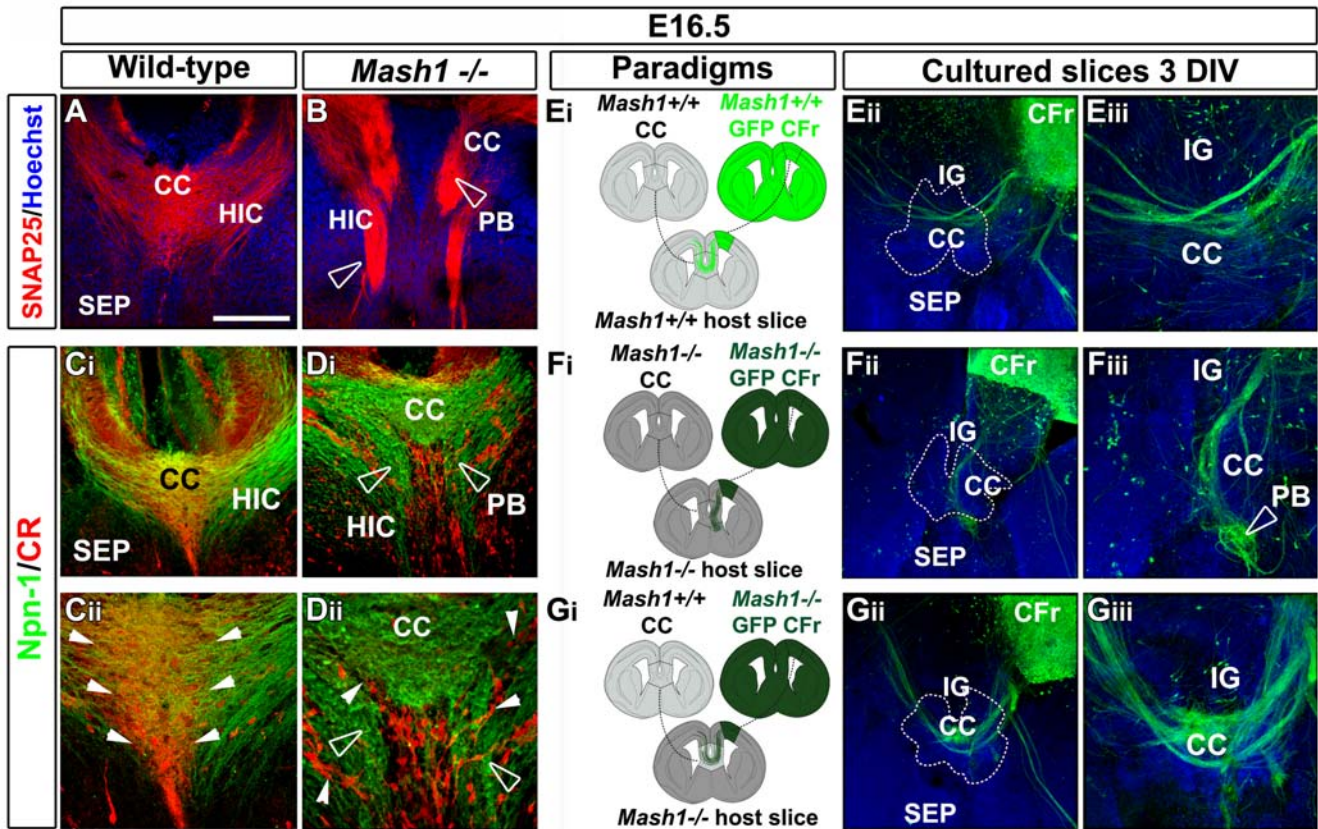 E16.5
Wild-type
Mash1 -/-
Paradigms
Cultured slices 3 DIV
SNAP25/Hoechst
A
CC
HIC
SEP
B
CC
HIC
PB
Ei
Mash1+/+
CC
Mash1+/+
GFP CFr
Mash1+/+ host slice
Eii
CFr
IG
CC
SEP
Eiii
IG
CC
Npn-1/CR
Ci
CC
HIC
SEP
Di
CC
HIC
PB
Fi
Mash1-/-
CC
Mash1-/-
GFP CFr
Mash1-/- host slice
Fii
CFr
IG
CC
SEP
Fiii
IG
CC
PB
Cii
Dii
CC
Gi
Mash1+/+
CC
Mash1-/-
GFP CFr
Mash1-/- host slice
Gii
CFr
IG
CC
SEP
Giii
IG
CC